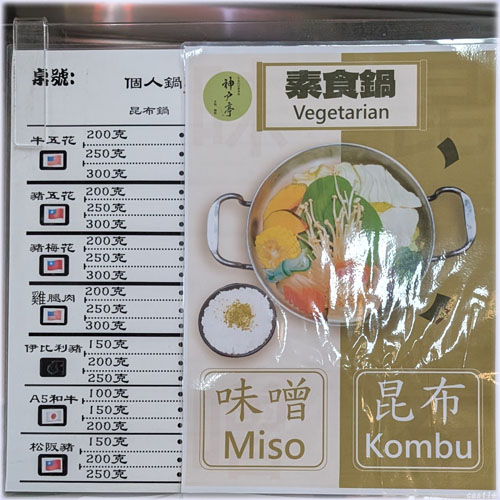 桌號:
個人鍋
昆布鍋
牛五花
200克
250克
300克
豬五花
200克
250克
300克
豬梅花
200克
250克
300克
雞腿肉
200克
250克
300克
伊比利豬
150克
200克
250克
A5和牛
100克
150克
200克
松阪豬
150克
200克
250克
神戶亭
素食鍋
Vegetarian
味噌
Miso
昆布
Kombu